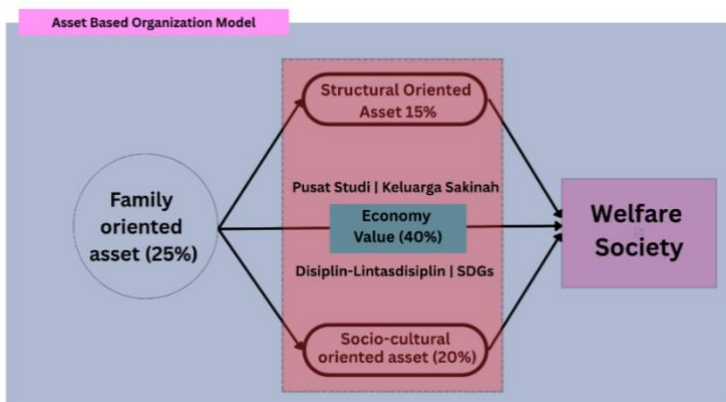 Asset Based Organization Model
Structural Oriented
Asset 15%
Pusat Studi | Keluarga Sakinah
Family
oriented
asset (25%)
Economy
Value (40%)
Welfare
Society
Disiplin-Lintasdisiplin | SDGs
Socio-cultural
oriented asset (20%)